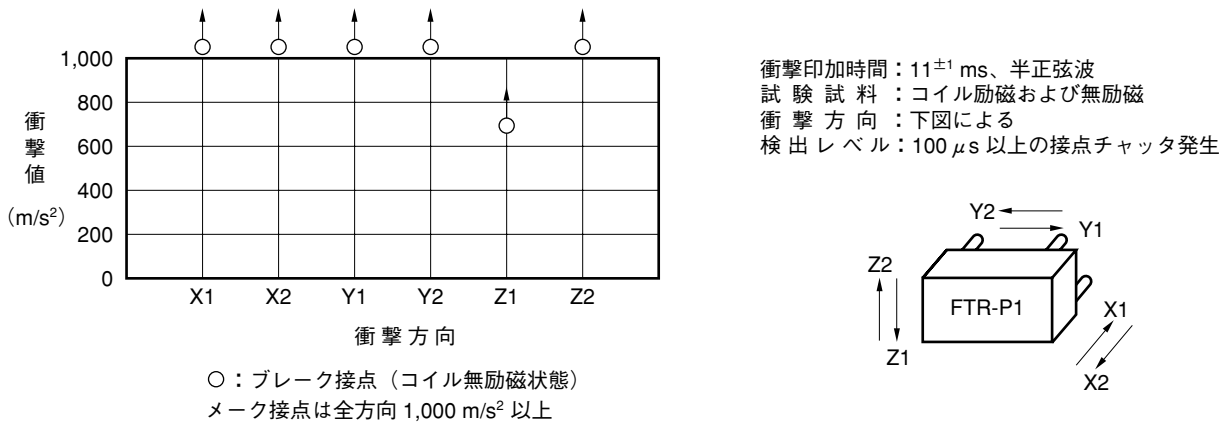 1,000
800
600
400
200
0
衝撃値
（m/s²）
X1 X2 Y1 Y2 Z1 Z2
衝撃方向
○：ブレーク接点（コイル無励磁状態）
メーク接点は全方向 1,000 m/s² 以上
衝撃印加時間：11±1 ms、半正弦波
試験試料：コイル励磁および無励磁
衝撃方向：下図による
検出レベル：100 μs 以上の接点チャッタ発生
Y2
Y1
Z2
FTR-P1
X1
Z1
X2